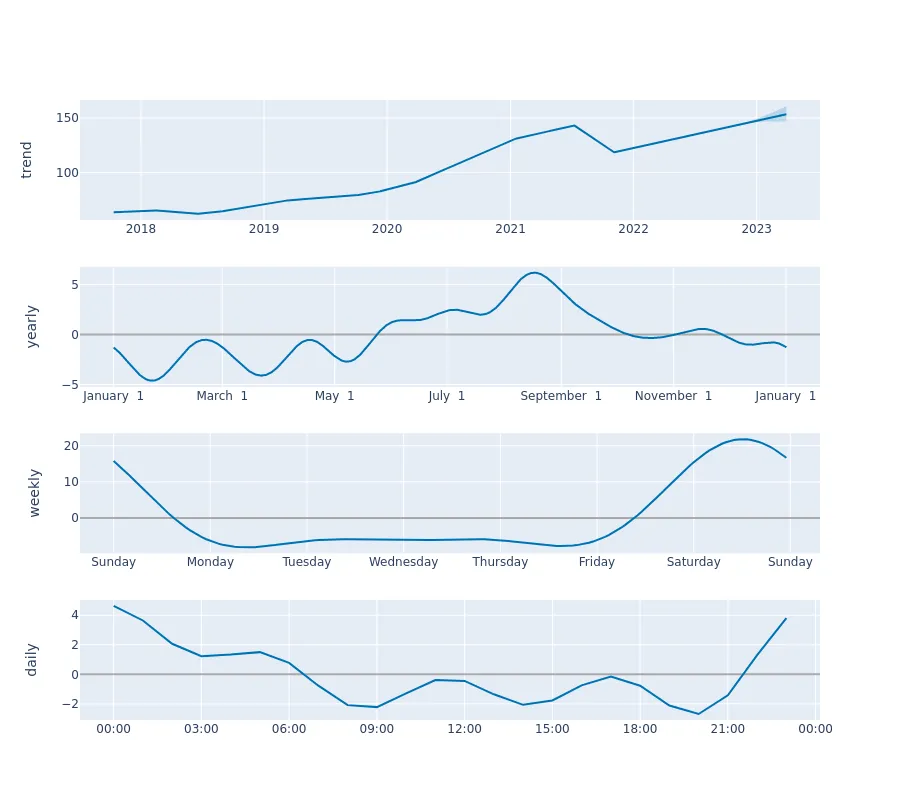 trend
150
100
2018 2019 2020 2021 2022 2023
yearly
5
0
−5
January 1 March 1 May 1 July 1 September 1 November 1 January 1
weekly
20
10
0
Sunday Monday Tuesday Wednesday Thursday Friday Saturday Sunday
daily
4
2
0
−2
00:00 03:00 06:00 09:00 12:00 15:00 18:00 21:00 00:00